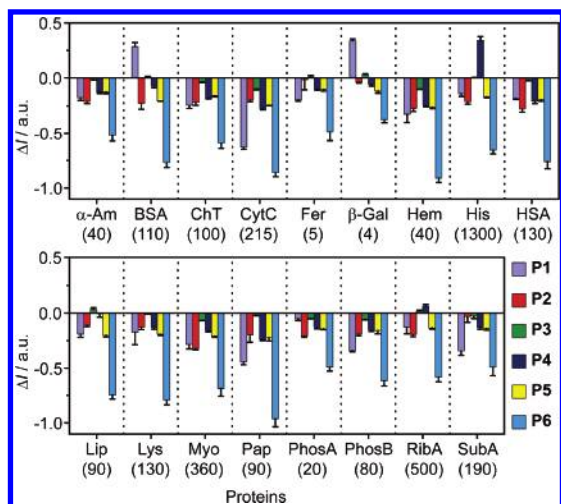 ΔI / a.u.
0.5
0.0
-0.5
-1.0
α-Am BSA ChT CytC Fer β-Gal Hem His HSA
(40) (110) (100) (215) (5) (4) (40) (1300) (130)
ΔI / a.u.
0.5
0.0
-0.5
-1.0
P1
P2
P3
P4
P5
P6
Lip Lys Myo Pap PhosA PhosB RibA SubA
(90) (130) (360) (90) (20) (80) (500) (190)
Proteins